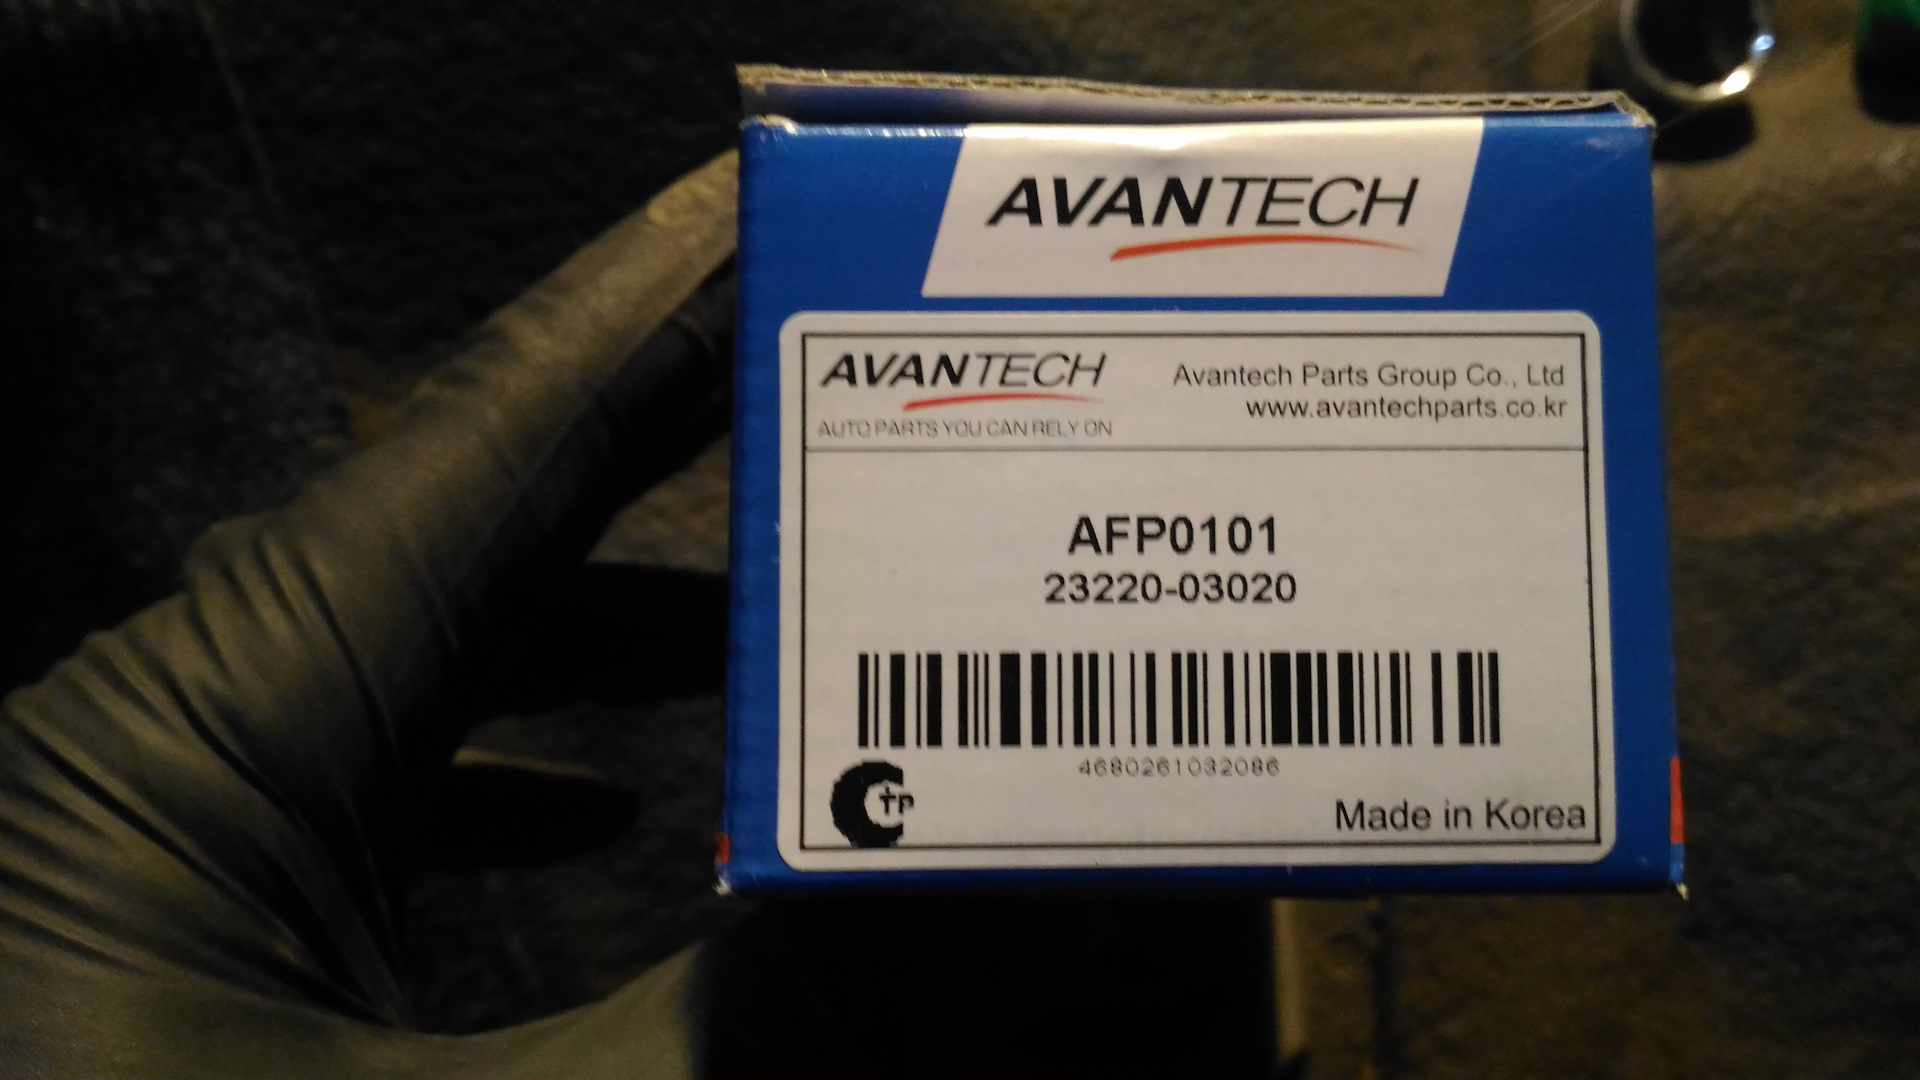 AVANTECH
AVANTECH
AUTO PARTS YOU CAN RELY ON
Avantech Parts Group Co., Ltd
www.avantechparts.co.kr
AFP0101
23220-03020
4680261032086
TP
Made in Korea